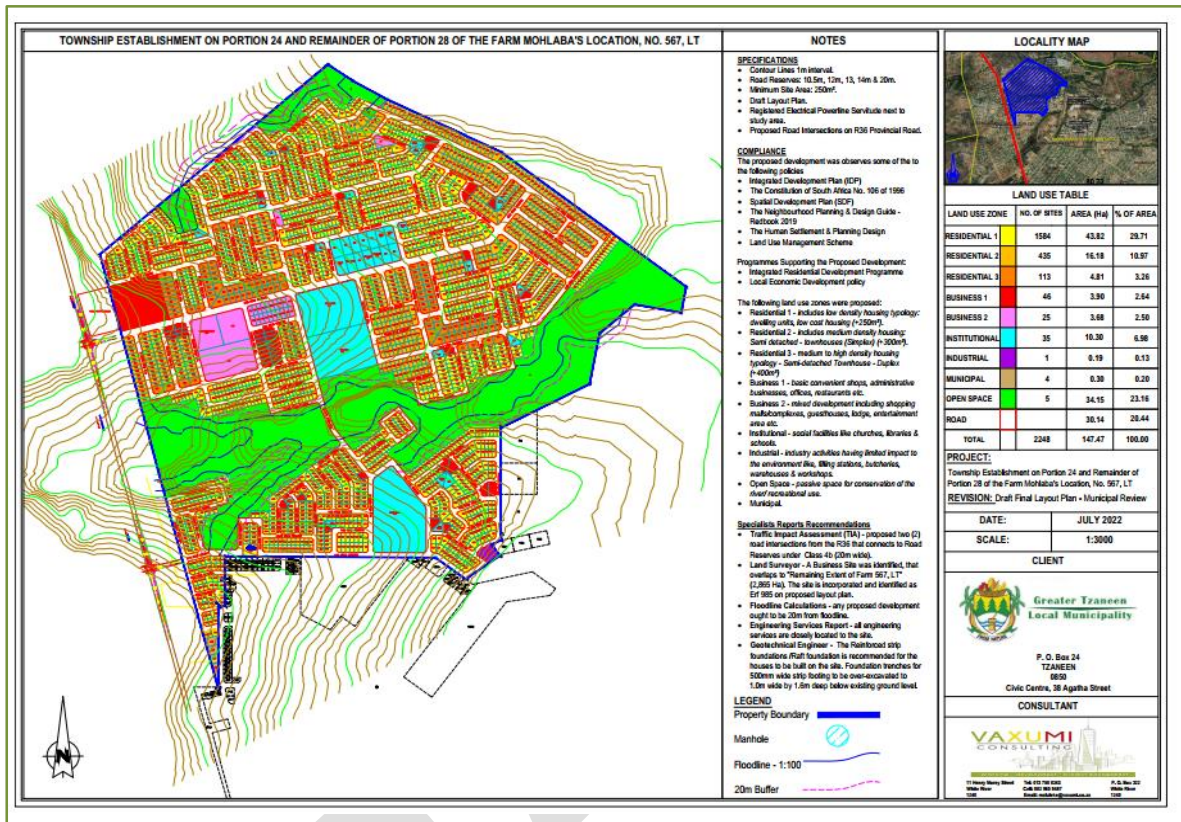 TOWNSHIP ESTABLISHMENT ON PORTION 24 AND REMAINDER OF PORTION 28 OF THE FARM MOHLABA'S LOCATION, NO. 567, LT
NOTES
SPECIFICATIONS
• Contour Lines 1m interval.
• Road Reserves: 10.5m, 12m, 13, 14m & 20m.
• Minimum Site Area: 250m².
• Draft Layout Plan.
• Registered Electrical Powerline Servitude next to
study area.
• Proposed Road Intersections on R36 Provincial Road.
COMPLIANCE
The proposed development was observes some of the to
the following policies
• Integrated Development Plan (IDP)
• The Constitution of South Africa No. 106 of 1996
• Spatial Development Plan (SDF)
• The Neighbourhood Planning & Design Guide -
Redbook 2019
• The Human Settlement & Planning Design
• Land Use Management Scheme
Programmes Supporting the Proposed Development:
• Integrated Residential Development Programme
• Local Economic Development policy
The following land use zones were proposed:
• Residential 1 - includes low density housing typology:
dwelling units, low cost housing (+250m²).
• Residential 2 - includes medium density housing:
Semi detached - townhouses (Simplex) (+300m²).
• Residential 3 - medium to high density housing
typology - Semi-detached Townhouse - Duplex
(+400m²)
• Business 1 - basic convenient shops, administrative
businesses, offices, restaurants etc.
• Business 2 - mixed development including shopping
malls/complexes, guesthouses, lodge, entertainment
area etc.
• Institutional - social facilities like churches, libraries &
schools.
• Industrial - industry activities having limited impact to
the environment like, filling stations, butcheries,
warehouses & workshops.
• Open Space - passive space for conservation of the
river/ recreational use.
• Municipal.
Specialists Reports Recommendations
• Traffic Impact Assessment (TIA) - proposed two (2)
road intersections from the R36 that connects to Road
Reserves under Class 4b (20m wide).
• Land Surveyor - A Business Site was identified, that
overlaps to "Remaining Extent of Farm 567, LT"
(2,865 Ha). The site is incorporated and identified as
Erf 985 on proposed layout plan.
• Floodline Calculations - any proposed development
ought to be 20m from floodline.
• Engineering Services Report - all engineering
services are closely located to the site.
• Geotechnical Engineer - The Reinforced strip
foundations /Raft foundation is recommended for the
houses to be built on the site. Foundation trenches for
500mm wide strip footing to be over-excavated to
1.0m wide by 1.6m deep below existing ground level.
LEGEND
Property Boundary
Manhole
Floodline - 1:100
20m Buffer
N
LOCALITY MAP
LAND USE TABLE
LAND USE ZONE NO. OF SITES AREA (Ha) % OF AREA
RESIDENTIAL 1 1584 43.82 29.71
RESIDENTIAL 2 435 16.18 10.97
RESIDENTIAL 3 113 4.81 3.26
BUSINESS 1 46 3.90 2.64
BUSINESS 2 25 3.68 2.50
INSTITUTIONAL 35 10.30 6.98
INDUSTRIAL 1 0.19 0.13
MUNICIPAL 4 0.30 0.20
OPEN SPACE 5 34.15 23.16
ROAD 30.14 20.44
TOTAL 2248 147.47 100.00
PROJECT:
Township Establishment on Portion 24 and Remainder of
Portion 28 of the Farm Mohlaba's Location, No. 567, LT
REVISION: Draft Final Layout Plan - Municipal Review
DATE: JULY 2022
SCALE: 1:3000
CLIENT
Greater Tzaneen
Local Municipality
P. O. Box 24
TZANEEN
0850
Civic Centre, 38 Agatha Street
CONSULTANT
VAXUMI
CONSULTING
White River